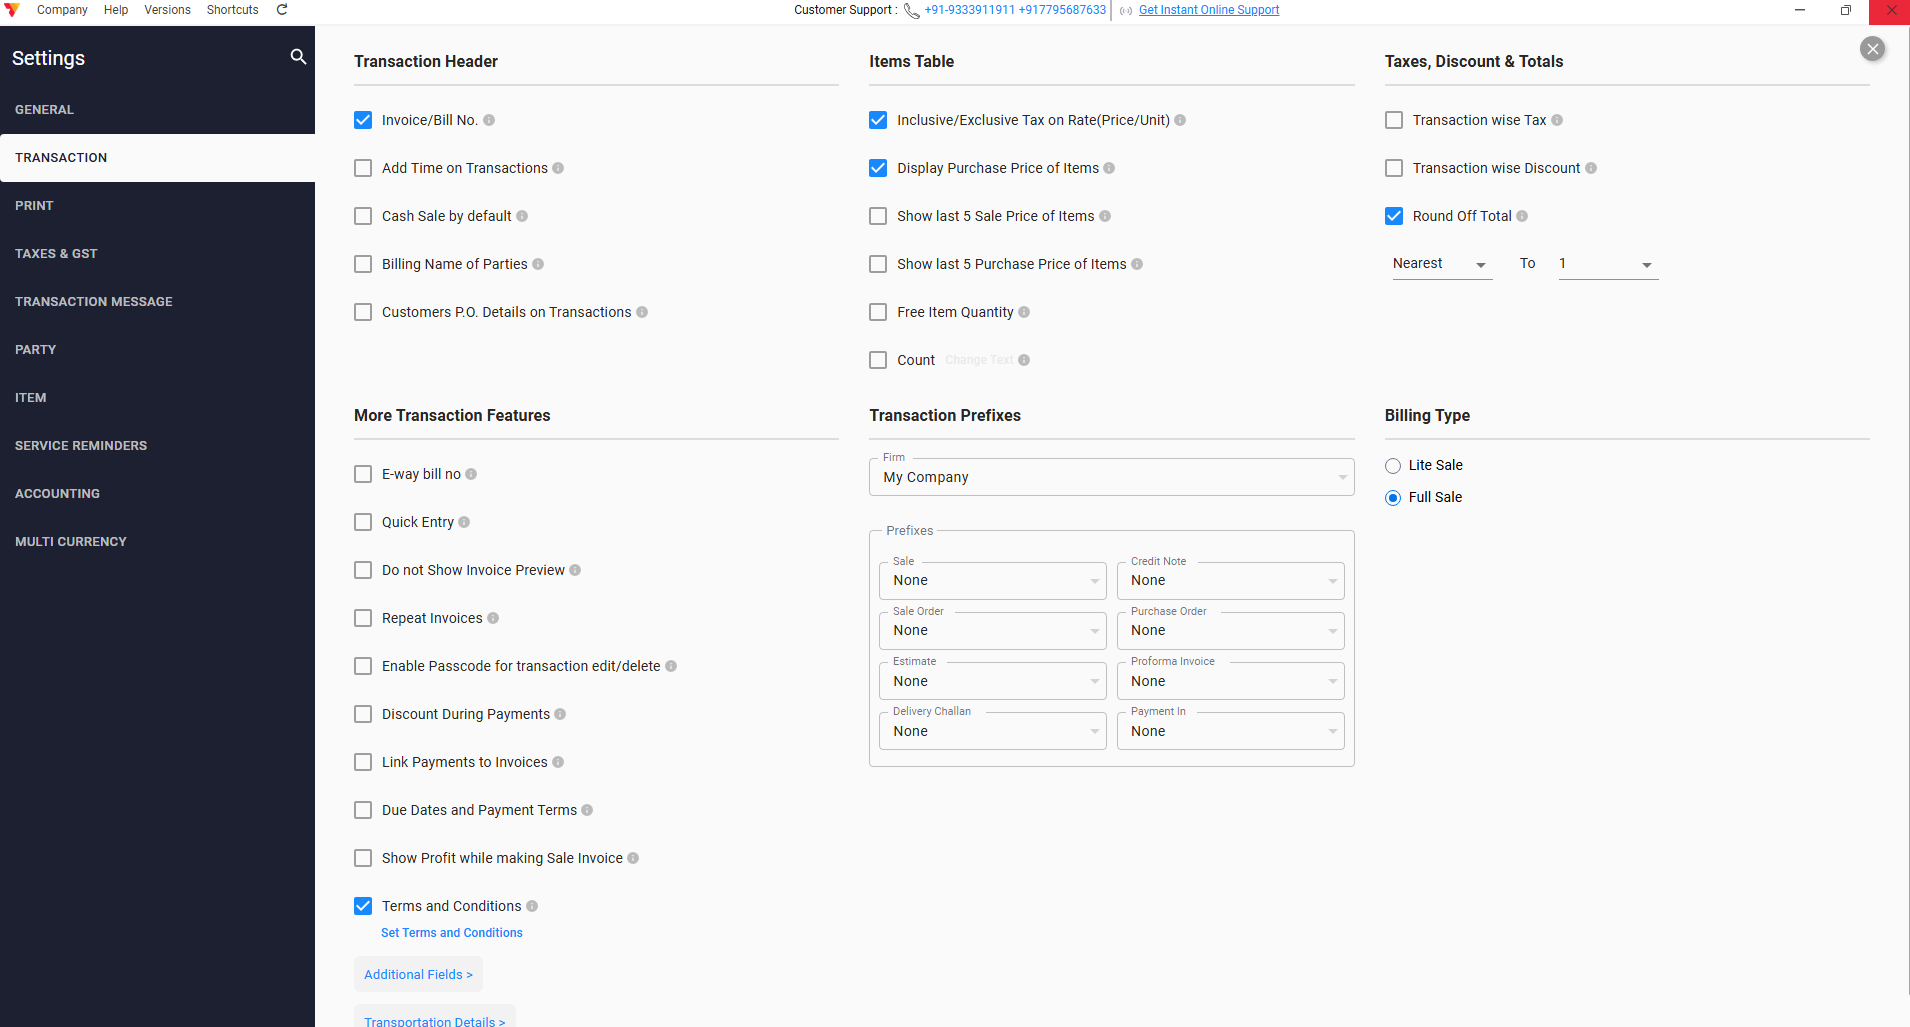 Company Help Versions Shortcuts
Customer Support : +91-9333911911 +917795687633 Get Instant Online Support
Settings
GENERAL
TRANSACTION
PRINT
TAXES & GST
TRANSACTION MESSAGE
PARTY
ITEM
SERVICE REMINDERS
ACCOUNTING
MULTI CURRENCY
Transaction Header
Invoice/Bill No.
Add Time on Transactions
Cash Sale by default
Billing Name of Parties
Customers P.O. Details on Transactions
Items Table
Inclusive/Exclusive Tax on Rate(Price/Unit)
Display Purchase Price of Items
Show last 5 Sale Price of Items
Show last 5 Purchase Price of Items
Free Item Quantity
Count Change Text
Taxes, Discount & Totals
Transaction wise Tax
Transaction wise Discount
Round Off Total
Nearest To 1
More Transaction Features
E-way bill no
Quick Entry
Do not Show Invoice Preview
Repeat Invoices
Enable Passcode for transaction edit/delete
Discount During Payments
Link Payments to Invoices
Due Dates and Payment Terms
Show Profit while making Sale Invoice
Terms and Conditions
Set Terms and Conditions
Additional Fields >
Transportation Details >
Transaction Prefixes
Firm
My Company
Prefixes
Sale
None
Credit Note
None
Sale Order
None
Purchase Order
None
Estimate
None
Proforma Invoice
None
Delivery Challan
None
Payment In
None
Billing Type
Lite Sale
Full Sale